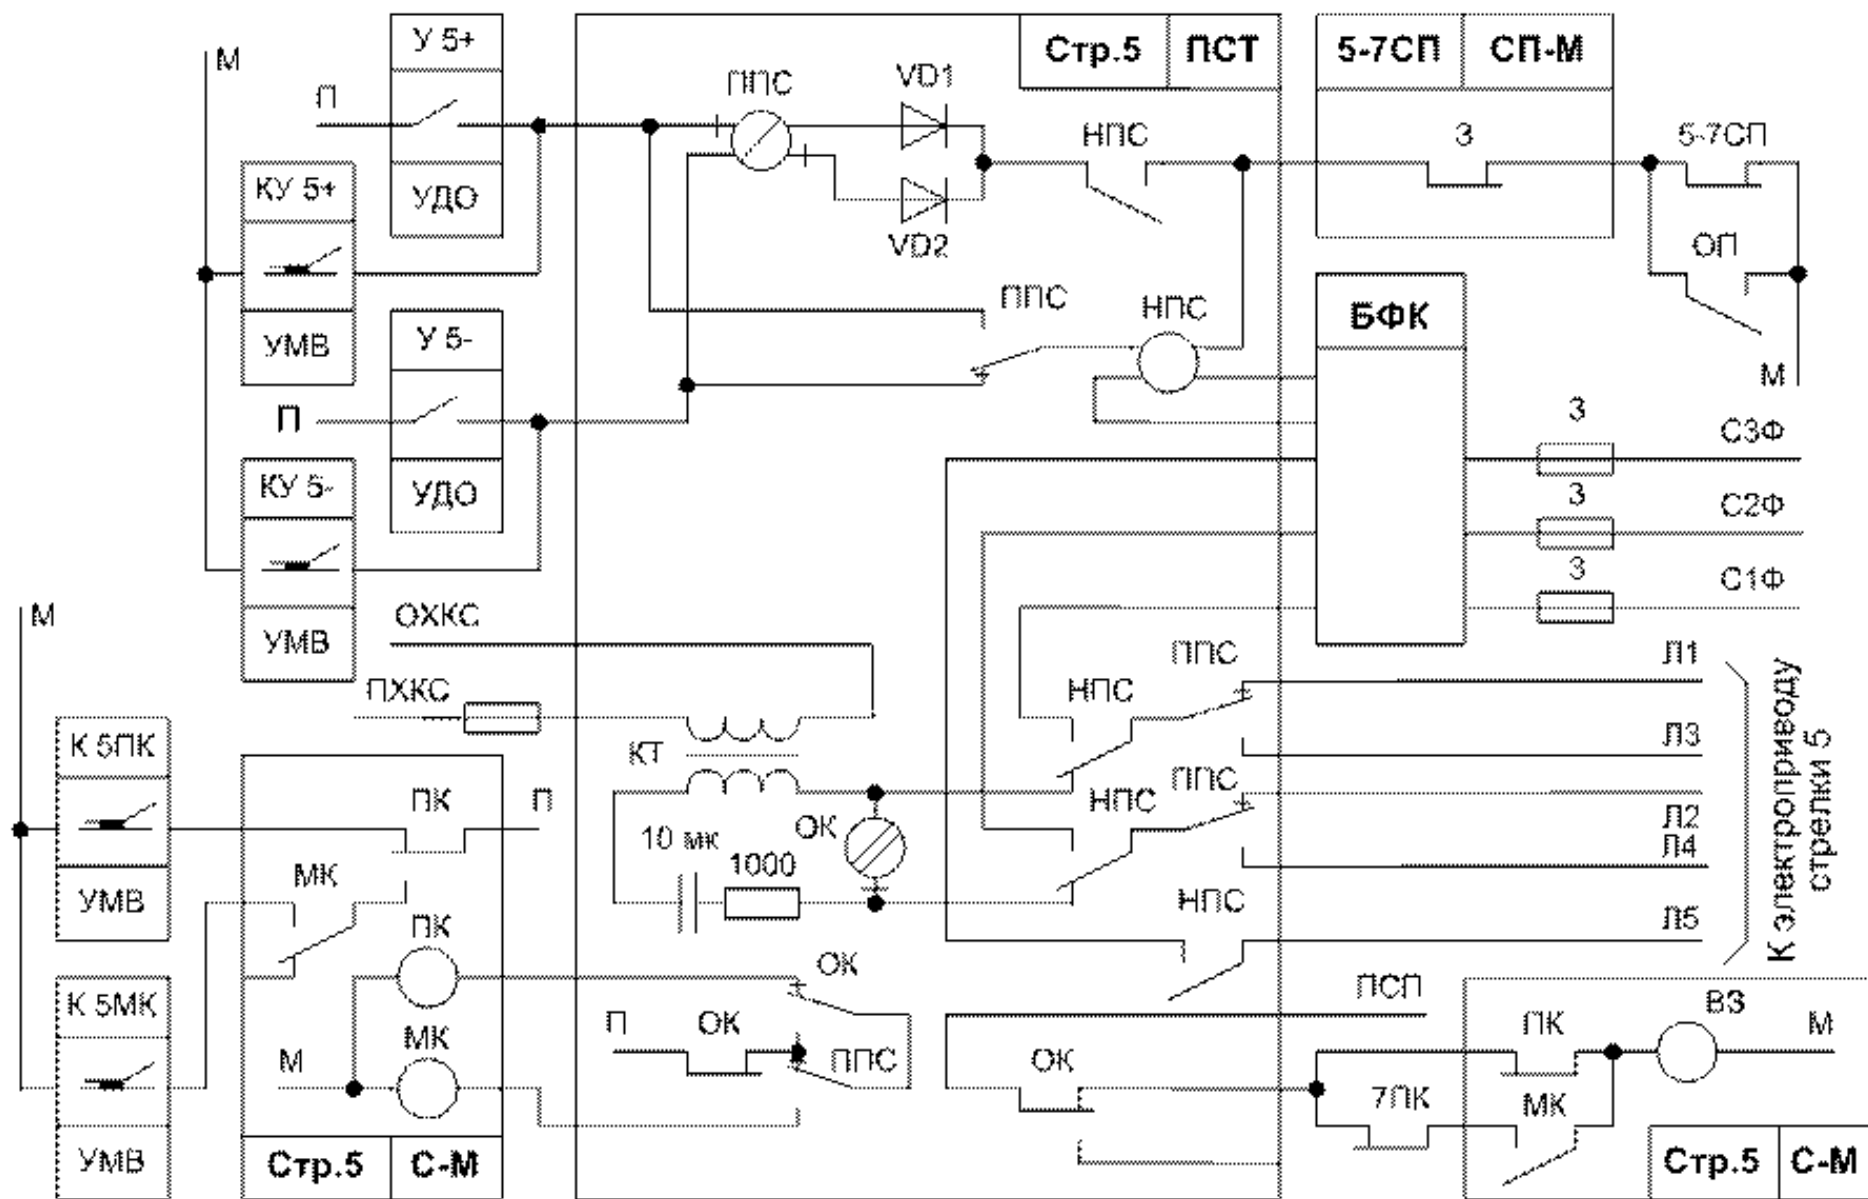 М
П
У 5+
УДО
КУ 5+
УМВ
ППС
VD1
VD2
Стр.5
ПСТ
НПС
5-7СП
СП-М
З
5-7СП
ОП
М
П
У 5-
УДО
КУ 5-
УМВ
ППС
НПС
БФК
З
С3Ф
З
С2Ф
З
С1Ф
М
ОХКС
ПХКС
КТ
10 мк
1000
ОК
НПС
ППС
Л1
Л3
НПС
ППС
Л2
Л4
НПС
Л5
К электроприводу
стрелки 5
К 5ПК
УМВ
ПК
П
МК
ПК
К 5МК
УМВ
М
МК
Стр.5
С-М
П
ОК
ОК
ППС
ПСП
ОК
7ПК
ПК
МК
ВЗ
М
Стр.5
С-М